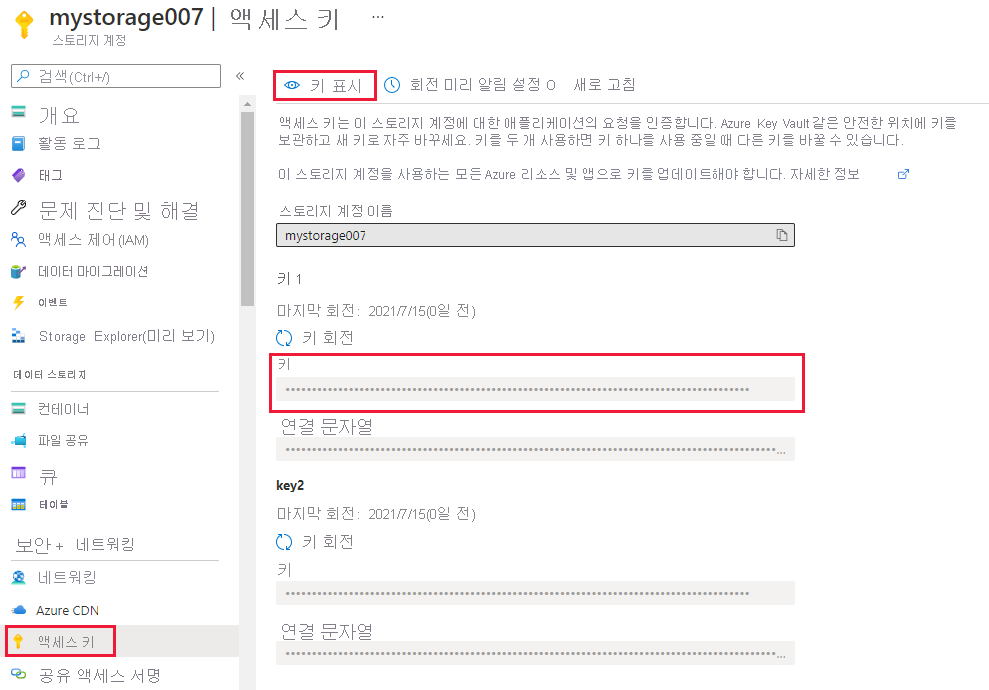 mystorage007 | 액세스 키 ...
스토리지 계정
검색(Ctrl+/)
«
개요
활동 로그
태그
문제 진단 및 해결
액세스 제어(IAM)
데이터 마이그레이션
이벤트
Storage Explorer(미리 보기)
데이터 스토리지
컨테이너
파일 공유
큐
테이블
보안 + 네트워킹
네트워킹
Azure CDN
액세스 키
공유 액세스 서명
키 표시
회전 미리 알림 설정 O 새로 고침
액세스 키는 이 스토리지 계정에 대한 애플리케이션의 요청을 인증합니다. Azure Key Vault 같은 안전한 위치에 키를
보관하고 새 키로 자주 바꾸세요. 키를 두 개 사용하면 키 하나를 사용 중일 때 다른 키를 바꿀 수 있습니다.
이 스토리지 계정을 사용하는 모든 Azure 리소스 및 앱으로 키를 업데이트해야 합니다. 자세한 정보
스토리지 계정 이름
mystorage007
키 1
마지막 회전: 2021/7/15(0일 전)
키 회전
키
연결 문자열
key2
마지막 회전: 2021/7/15(0일 전)
키 회전
키
연결 문자열